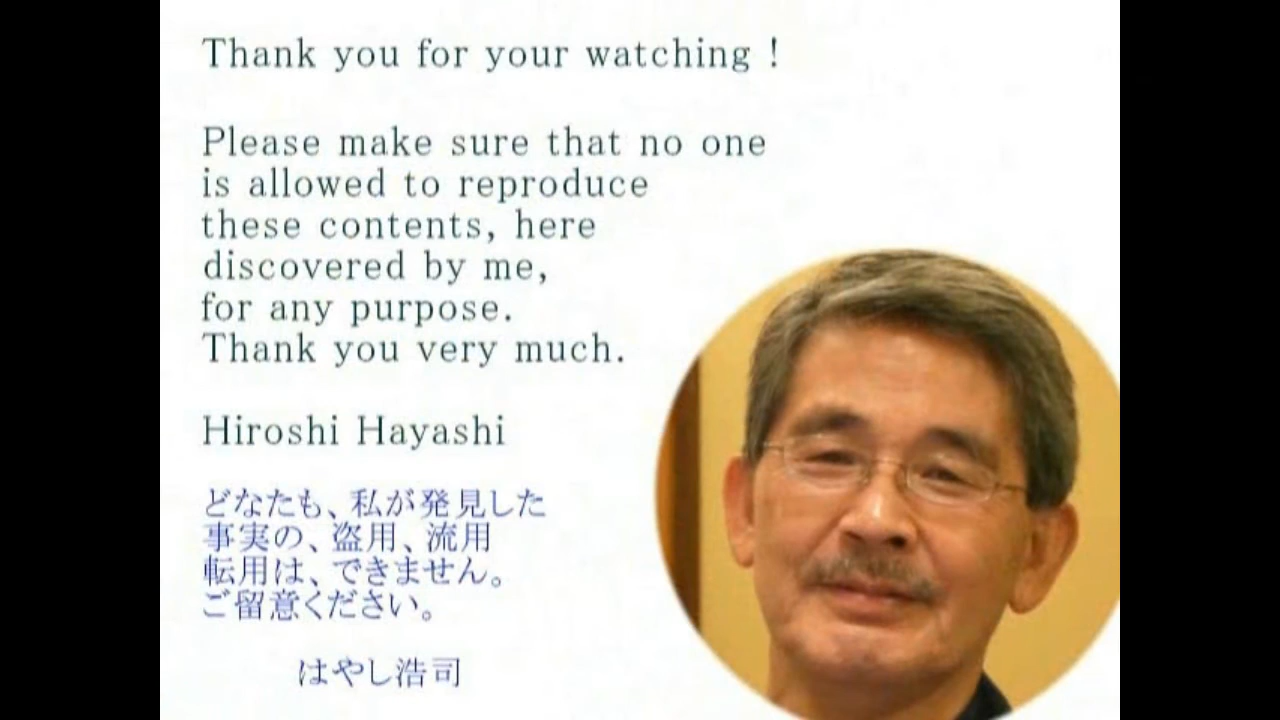 Thank you for your watching !
Please make sure that no one
is allowed to reproduce
these contents, here
discovered by me,
for any purpose.
Thank you very much.
Hiroshi Hayashi
どなたも、私が発見した
事実の、盗用、流用
転用は、できません。
ご留意ください。
はやし浩司